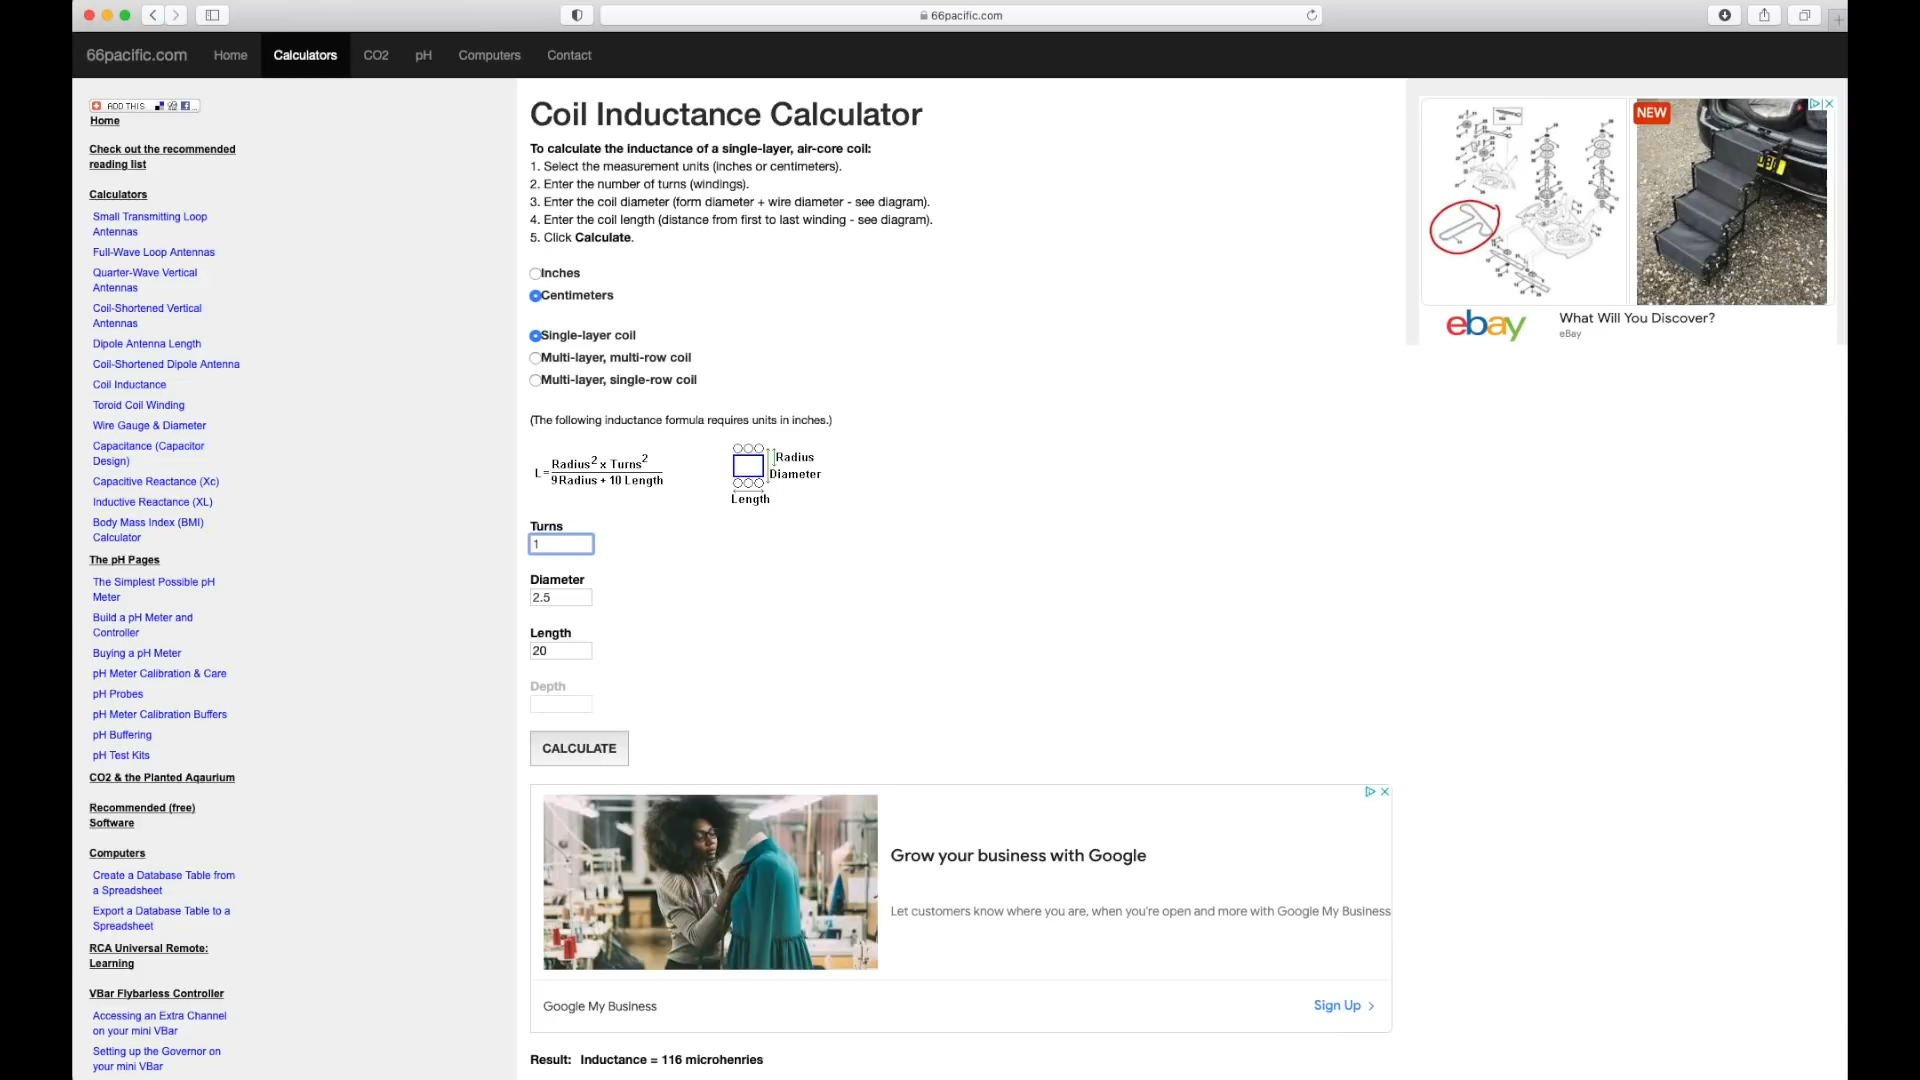 66pacific.com
66pacific.com
Home
Calculators
CO2
pH
Computers
Contact
ADD THIS
Home
Check out the recommended
reading list
Calculators
Small Transmitting Loop
Antennas
Full-Wave Loop Antennas
Quarter-Wave Vertical
Antennas
Coil-Shortened Vertical
Antennas
Dipole Antenna Length
Coil-Shortened Dipole Antenna
Coil Inductance
Toroid Coil Winding
Wire Gauge & Diameter
Capacitance (Capacitor
Design)
Capacitive Reactance (Xc)
Inductive Reactance (XL)
Body Mass Index (BMI)
Calculator
The pH Pages
The Simplest Possible pH
Meter
Build a pH Meter and
Controller
Buying a pH Meter
pH Meter Calibration & Care
pH Probes
pH Meter Calibration Buffers
pH Buffering
pH Test Kits
CO2 & the Planted Aqaurium
Recommended (free)
Software
Computers
Create a Database Table from
a Spreadsheet
Export a Database Table to a
Spreadsheet
RCA Universal Remote:
Learning
VBar Flybarless Controller
Accessing an Extra Channel
on your mini VBar
Setting up the Governor on
your mini VBar
Coil Inductance Calculator
To calculate the inductance of a single-layer, air-core coil:
1. Select the measurement units (inches or centimeters).
2. Enter the number of turns (windings).
3. Enter the coil diameter (form diameter + wire diameter - see diagram).
4. Enter the coil length (distance from first to last winding - see diagram).
5. Click Calculate.
Inches
Centimeters
Single-layer coil
Multi-layer, multi-row coil
Multi-layer, single-row coil
(The following inductance formula requires units in inches.)
L = Radius² x Turns²
9Radius + 10 Length
Radius
Diameter
Length
Turns
1
Diameter
2.5
Length
20
Depth
CALCULATE
Grow your business with Google
Let customers know where you are, when you're open and more with Google My Business
Google My Business
Sign Up
Result: Inductance = 116 microhenries
NEW
ebay
What Will You Discover?
eBay